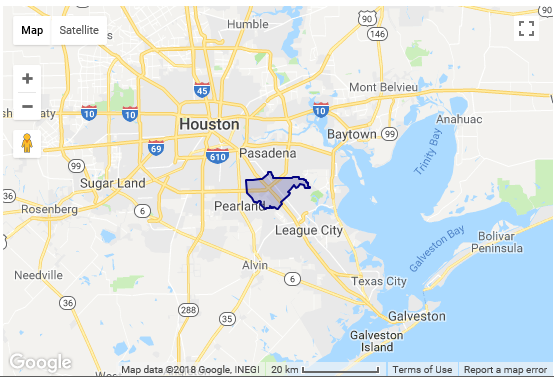 Map
Satellite
HUMBLE
90
146
45
Mont Belvieu
10
10
10
Houston
Anahuac
Baytown
99
69
610
Pasadena
Trinity Bay
99
Sugar Land
Rosenberg
6
Pearland
League City
Galveston Bay
Bolivar
Peninsula
Needville
Alvin
6
Texas City
36
288
35
Galveston
Galveston
Island
36
Google
Map data ©2018 Google, INEGI
20 km
Terms of Use
Report a map error